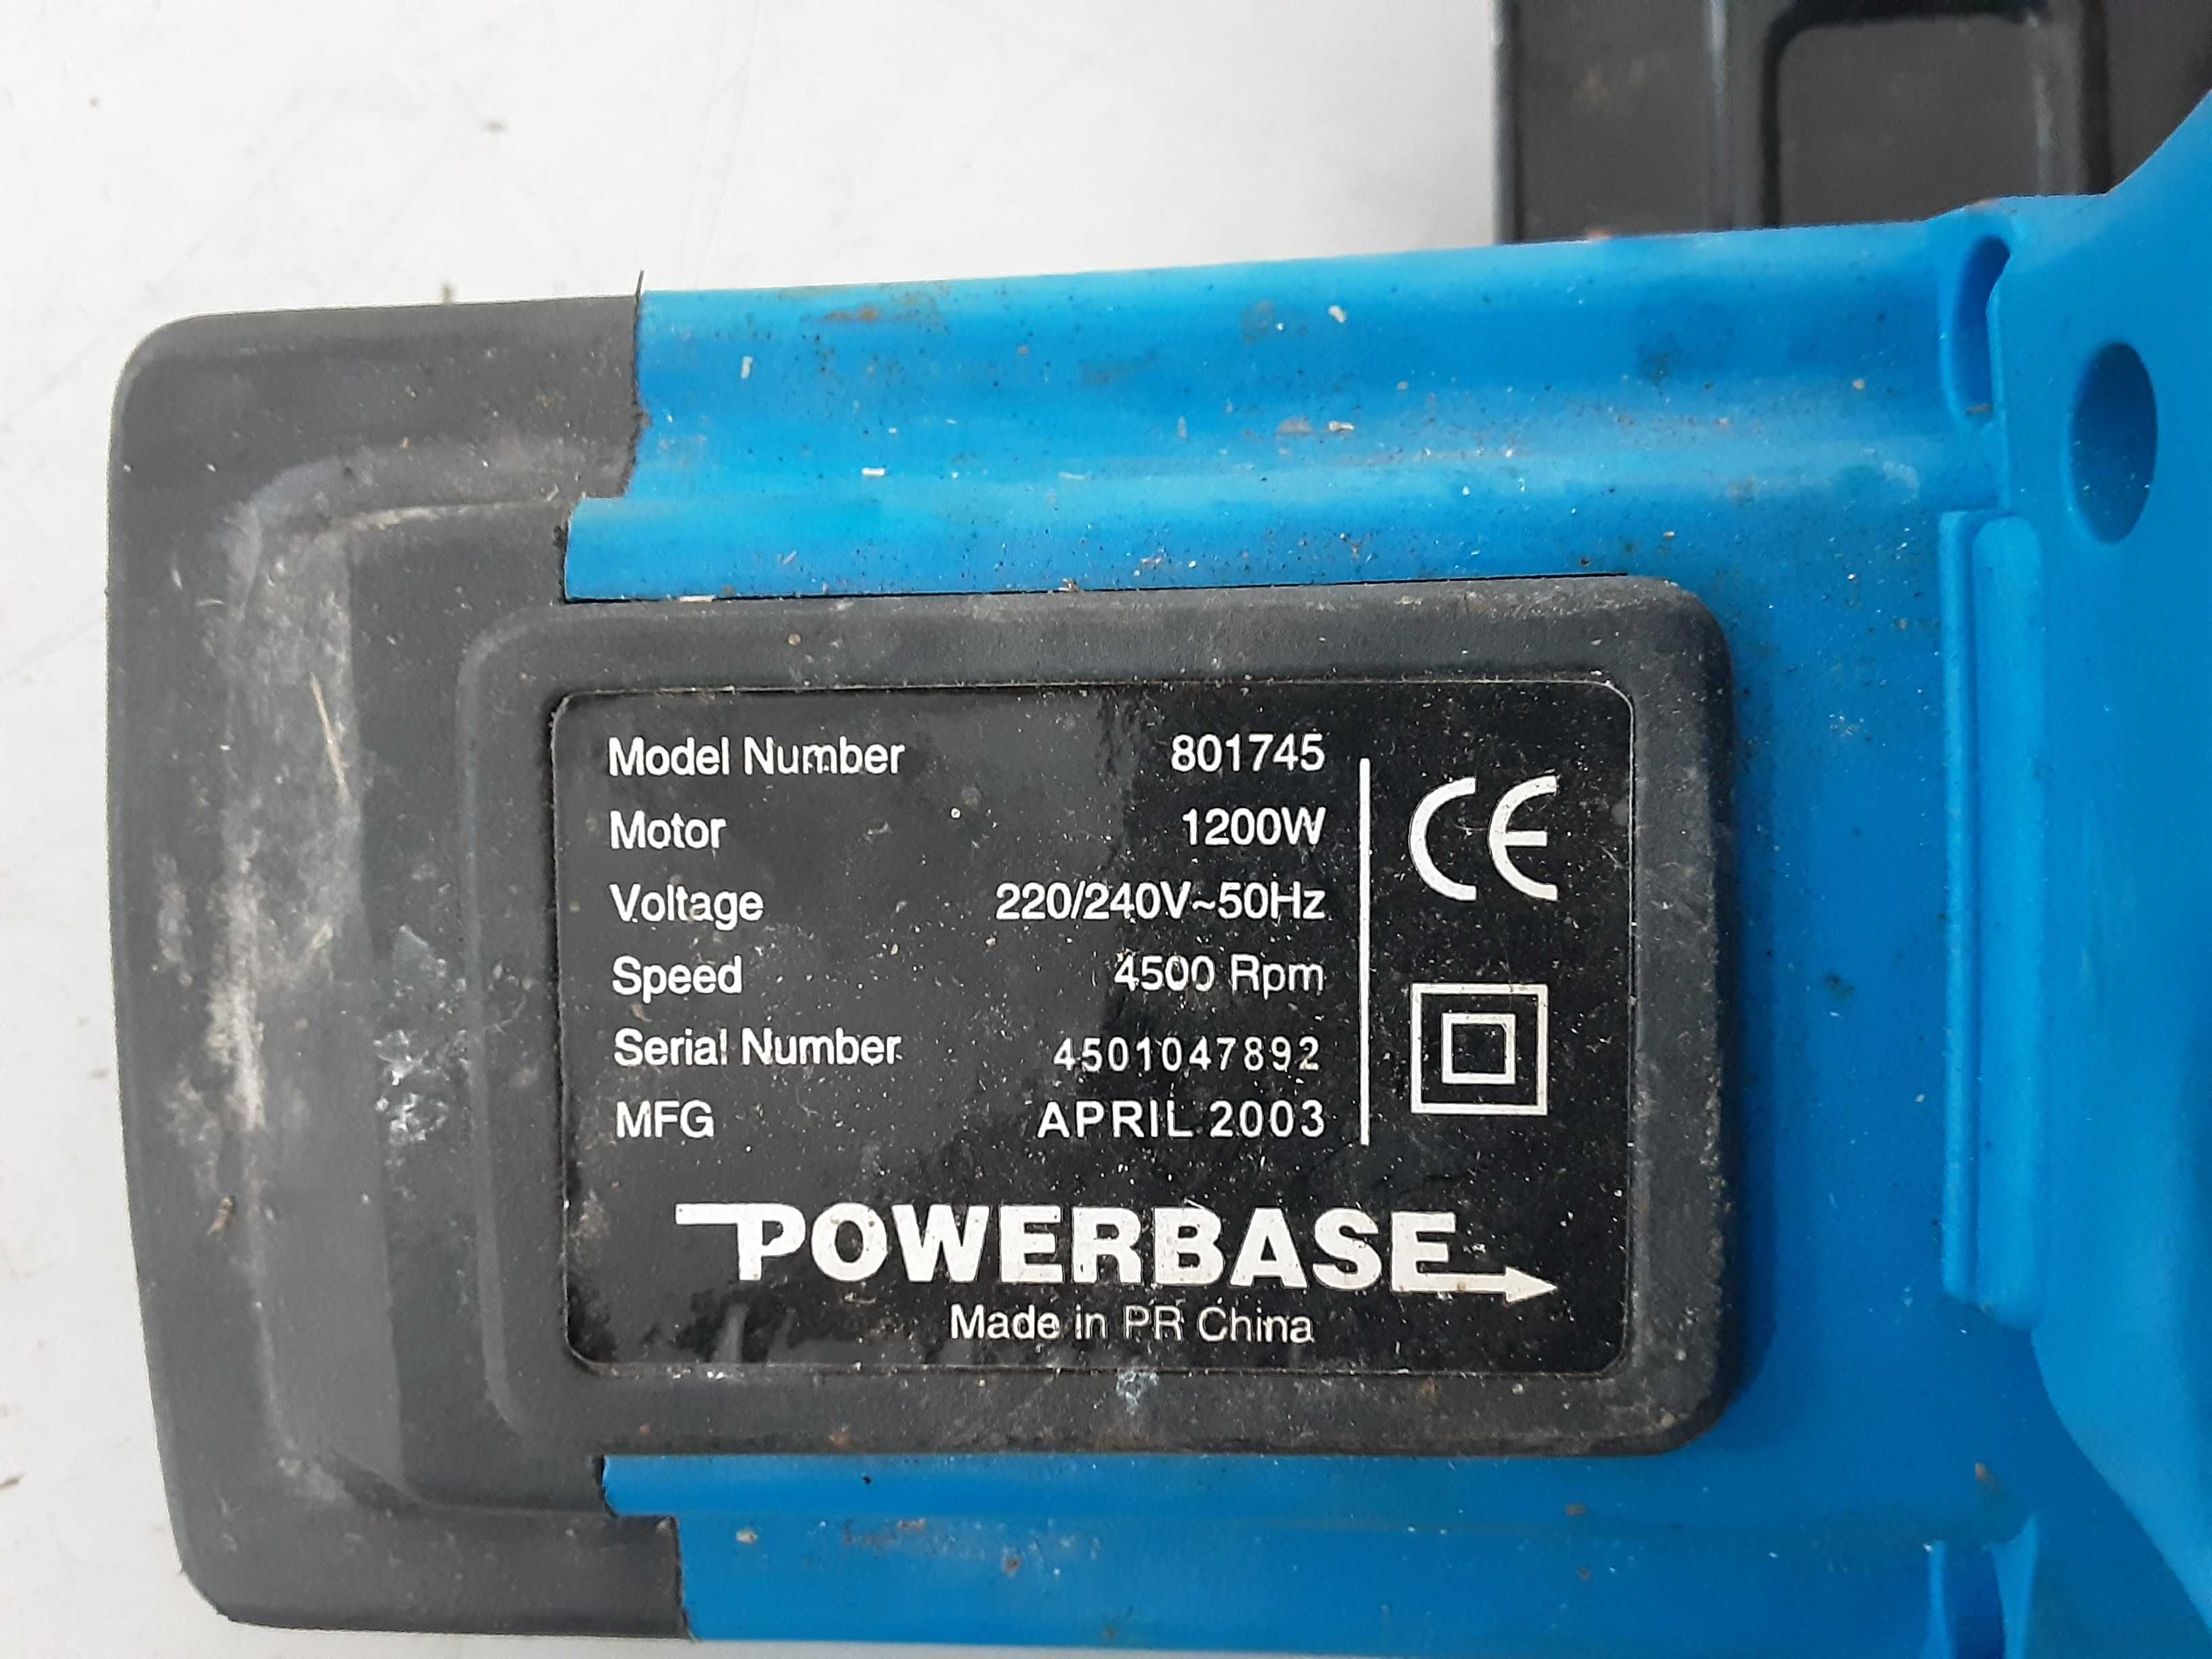 Model Number 801745
Motor 1200W
Voltage 220/240V~50Hz
Speed 4500 Rpm
Serial Number 4501047892
MFG APRIL 2003
CE
POWERBASE
Made in PR China